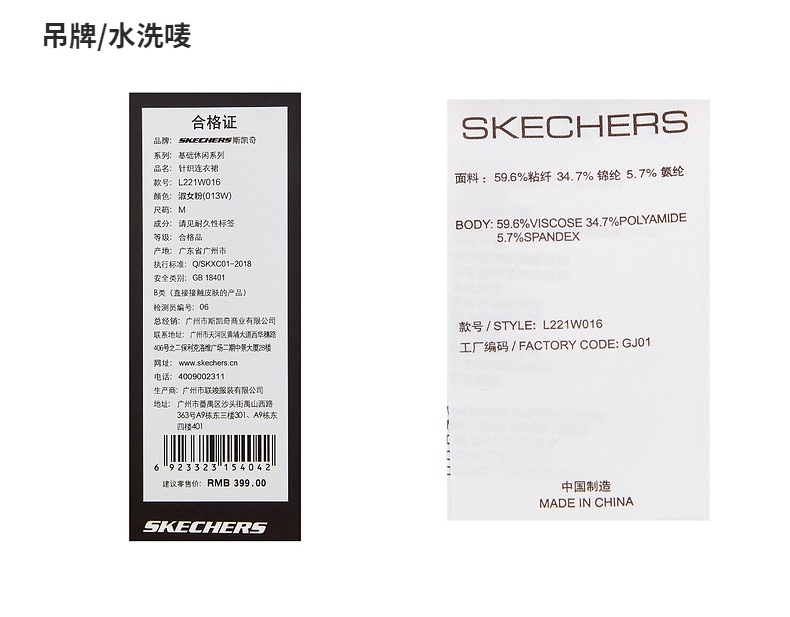 吊牌/水洗唛
合格证
品牌: SKECHERS斯凯奇
系列: 基础休闲系列
品名: 针织连衣裙
款号: L221W016
颜色: 淑女粉(013W)
尺码: M
成分: 请见耐久性标签
等级: 合格品
产地: 广东省广州市
执行标准: Q/SKXC01-2018
安全类别: GB 18401
B类（直接接触皮肤的产品）
检测员编号: 06
总经销: 广州市斯凯奇商业有限公司
联系地址: 广州市天河区黄埔大道西华穗路
406号之二保利克洛维广场二期中景大厦28楼
网址: www.skechers.cn
电话: 4009002311
生产商: 广州市联竣服装有限公司
地址: 广州市番禺区沙头街禺山西路
363号A9栋东三楼301、A9栋东
四楼401
6 923323 154042
建议零售价: RMB 399.00
SKECHERS
SKECHERS
面料: 59.6%粘纤 34.7% 锦纶 5.7% 氨纶
BODY: 59.6%VISCOSE 34.7%POLYAMIDE
5.7%SPANDEX
款号 / STYLE: L221W016
工厂编码 / FACTORY CODE: GJ01
中国制造
MADE IN CHINA